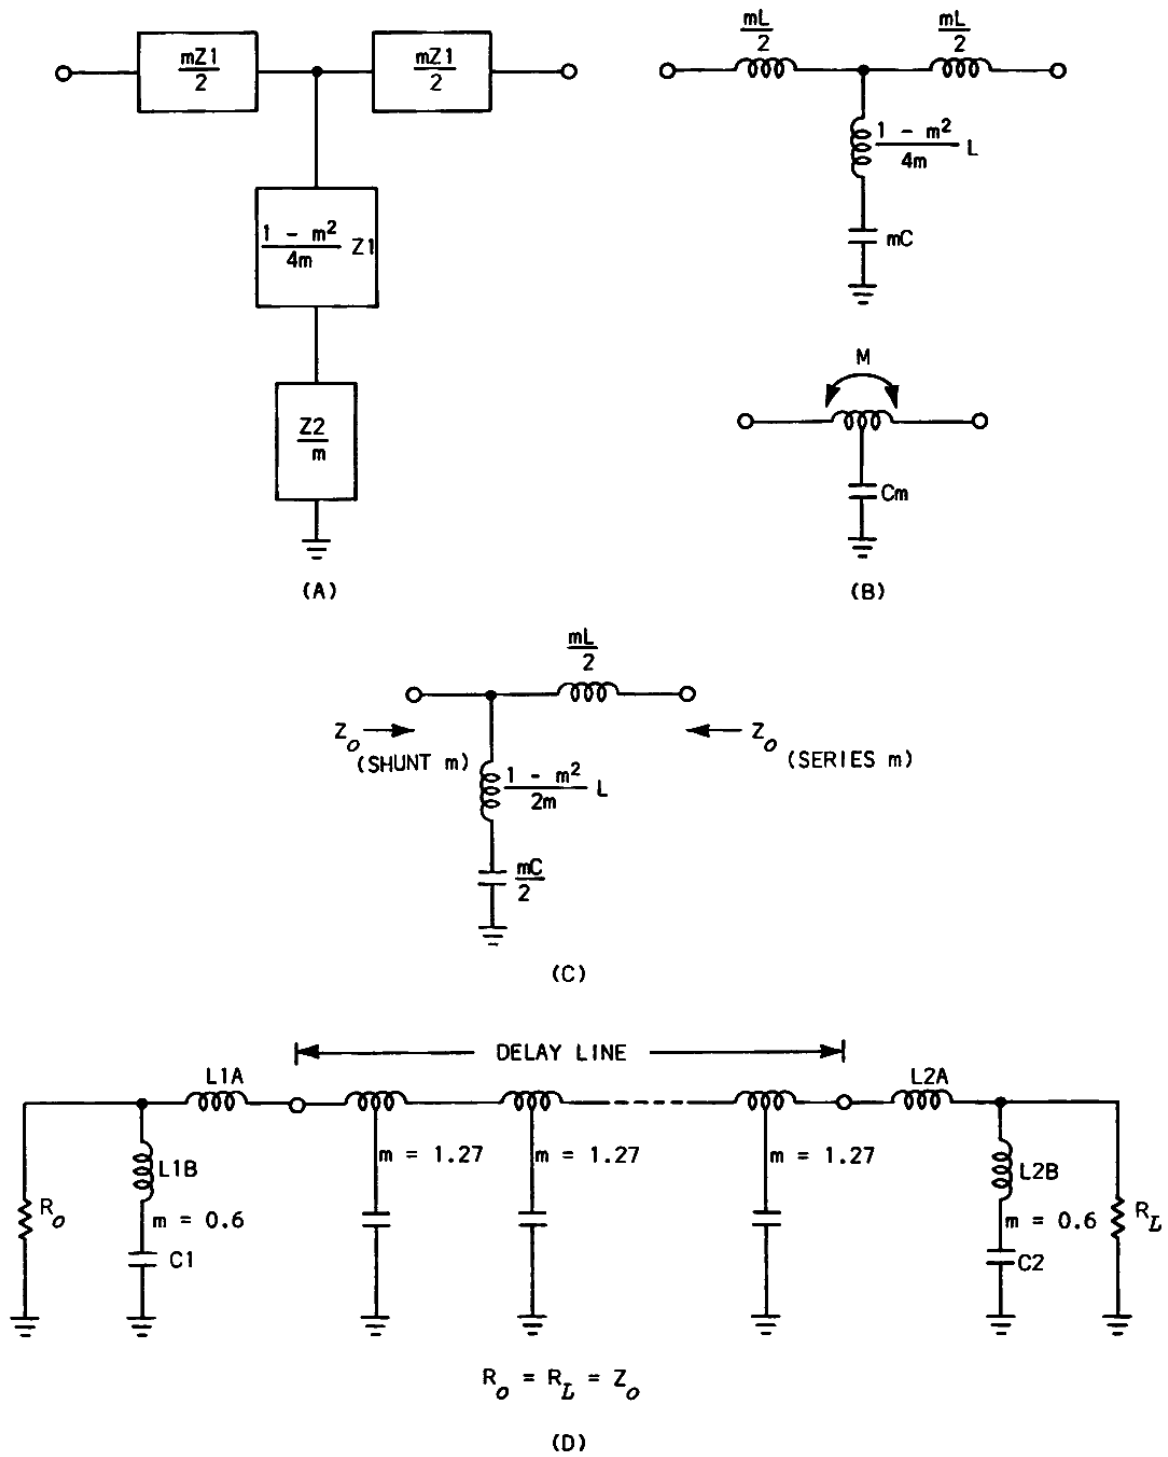 mZ1/2
mZ1/2
1 - m²/4m Z1
Z2/m
(A)
mL/2
mL/2
1 - m²/4m L
mC
M
Cm
(B)
mL/2
Zo (SHUNT m)
Zo (SERIES m)
1 - m²/2m L
mC/2
(C)
DELAY LINE
L1A
L2A
L1B
m = 1.27
m = 1.27
m = 1.27
L2B
Ro
m = 0.6
m = 0.6
RL
C1
C2
Ro = RL = Zo
(D)